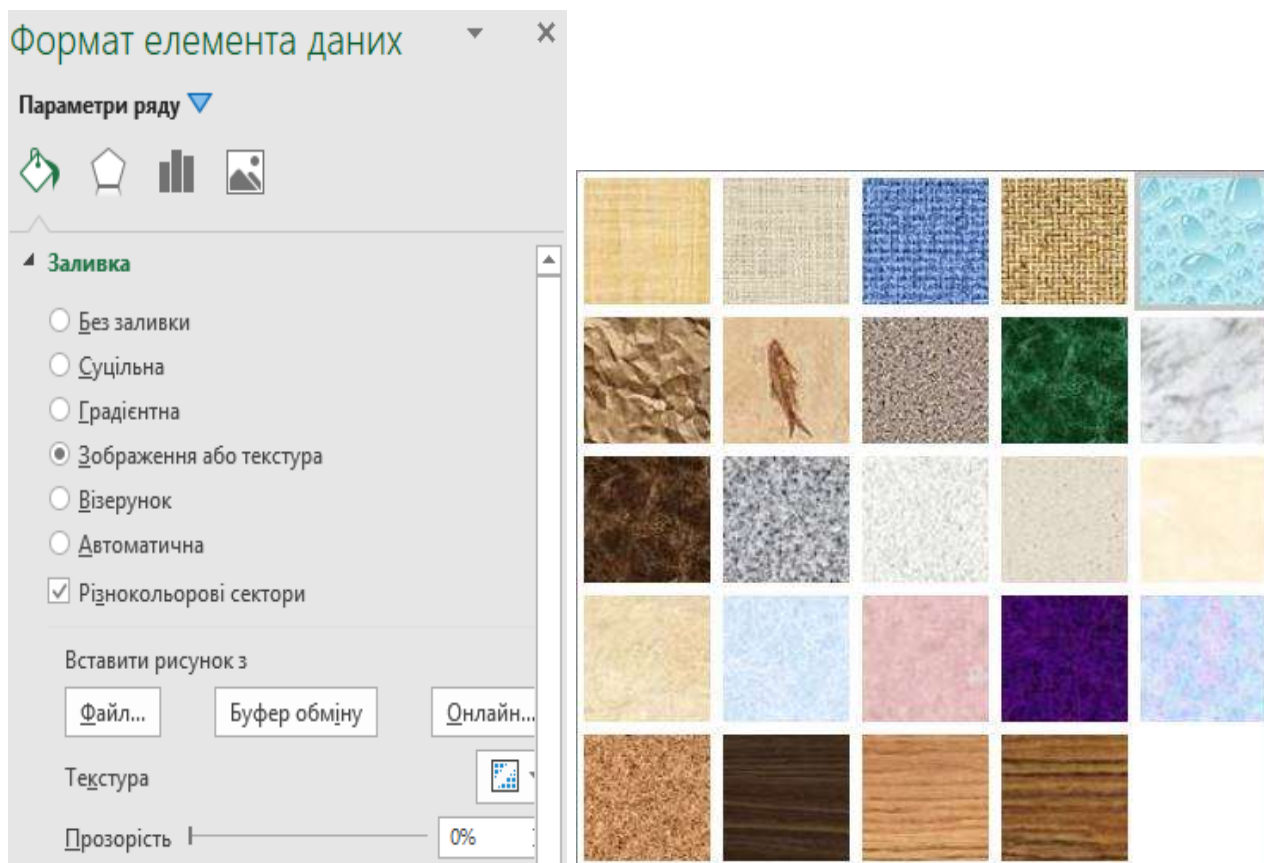 Формат елемента даних
Параметри ряду
Заливка
Без заливки
Суцільна
Градієнтна
Зображення або текстура
Візерунок
Автоматична
Різнокольорові сектори
Вставити рисунок з
Файл... Буфер обміну Онлайн...
Текстура
Прозорість 0%